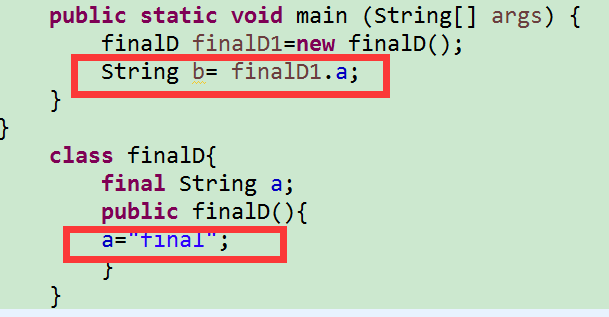 public static void main (String[] args) {
finalD finalD1=new finalD();
String b= finalD1.a;
}
}
class finalD{
final String a;
public finalD(){
a="final";
}
}